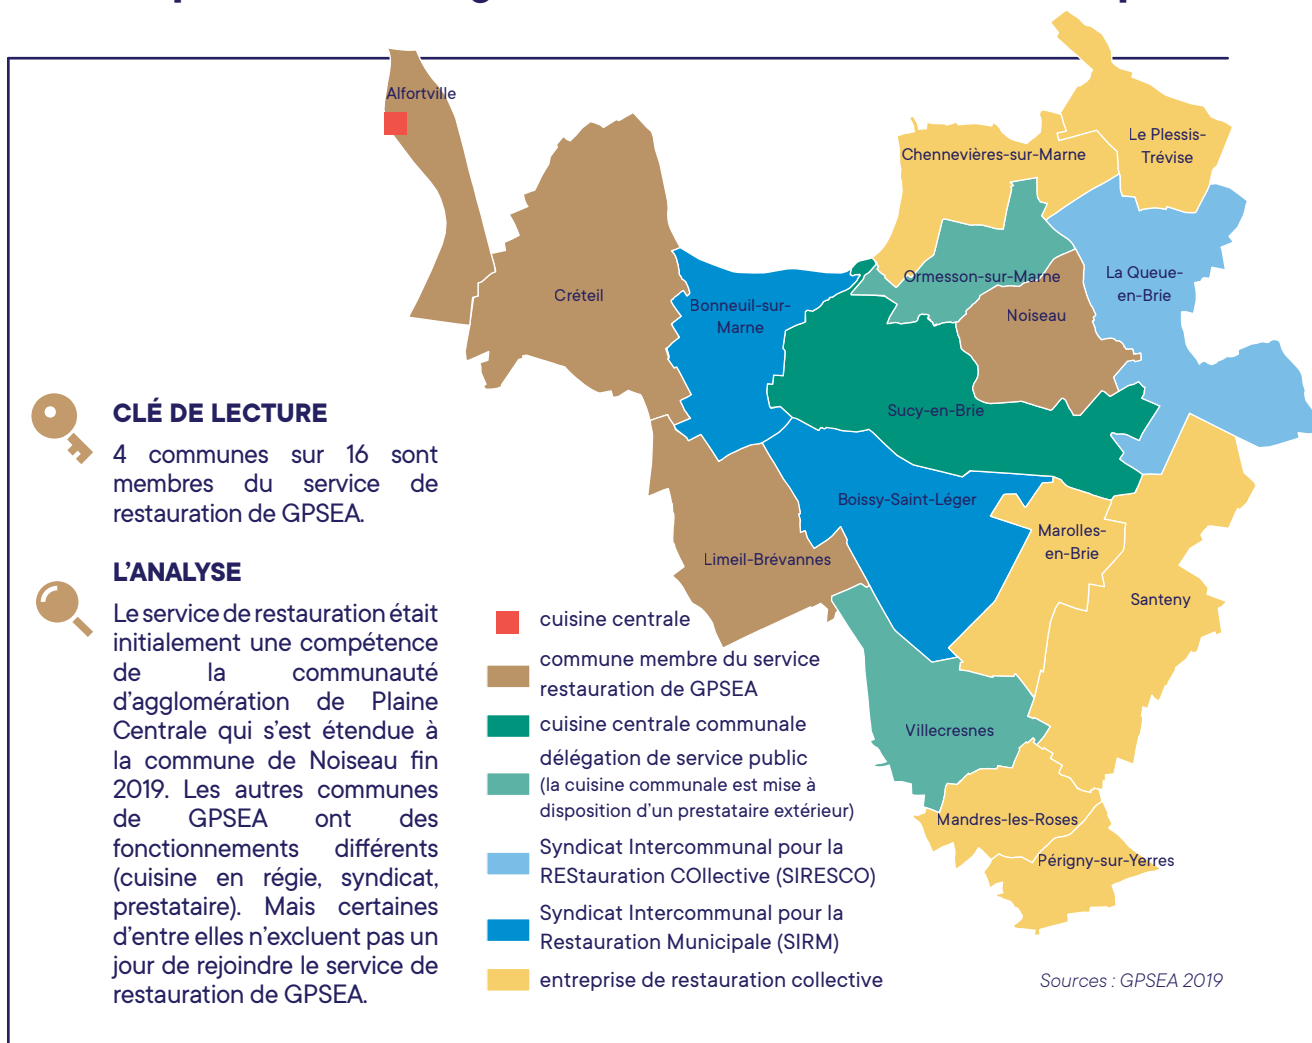 Alfortville
Le Plessis-
Trévise
Chennevières-sur-Marne
Ormesson-sur-Marne
La Queue-
en-Brie
Créteil
Bonneuil-sur-
Marne
Noiseau
Sucy-en-Brie
Boissy-Saint-Léger
Marolles-
en-Brie
Limeil-Brévannes
Santeny
Villecresnes
Mandres-les-Roses
Périgny-sur-Yerres
CLÉ DE LECTURE
4 communes sur 16 sont
membres du service de
restauration de GPSEA.
L’ANALYSE
Le service de restauration était
initialement une compétence
de la communauté
d’agglomération de Plaine
Centrale qui s’est étendue à
la commune de Noiseau fin
2019. Les autres communes
de GPSEA ont des
fonctionnements différents
(cuisine en régie, syndicat,
prestataire). Mais certaines
d’entre elles n’excluent pas un
jour de rejoindre le service de
restauration de GPSEA.
cuisine centrale
commune membre du service
restauration de GPSEA
cuisine centrale communale
délégation de service public
(la cuisine communale est mise à
disposition d’un prestataire extérieur)
Syndicat Intercommunal pour la
REStauration COllective (SIRESCO)
Syndicat Intercommunal pour la
Restauration Municipale (SIRM)
entreprise de restauration collective
Sources : GPSEA 2019